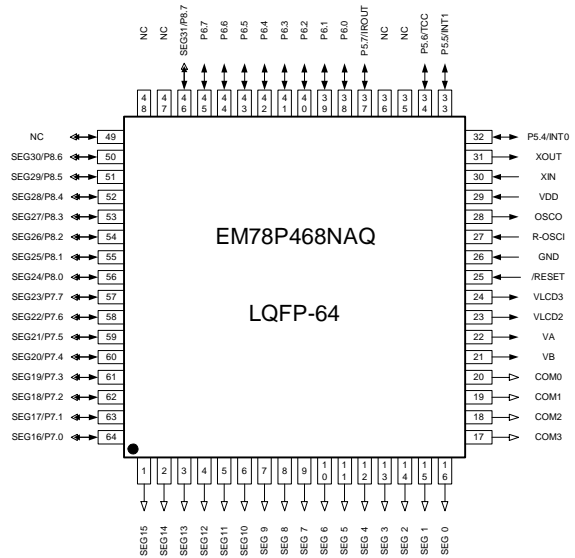 NC
NC
SEG31/P8.7
P6.7
P6.6
P6.5
P6.4
P6.3
P6.2
P6.1
P6.0
P5.7/IROUT
NC
NC
P5.6/TCC
P5.5/INT1
48 47 46 45 44 43 42 41 40 39 38 37 36 35 34 33
NC 49 32 P5.4/INT0
SEG30/P8.6 50 31 XOUT
SEG29/P8.5 51 30 XIN
SEG28/P8.4 52 29 VDD
SEG27/P8.3 53 28 OSCO
SEG26/P8.2 54 27 R-OSCI
EM78P468NAQ
SEG25/P8.1 55 26 GND
SEG24/P8.0 56 25 /RESET
SEG23/P7.7 57 24 VLCD3
SEG22/P7.6 58 23 VLCD2
LQFP-64
SEG21/P7.5 59 22 VA
SEG20/P7.4 60 21 VB
SEG19/P7.3 61 20 COM0
SEG18/P7.2 62 19 COM1
SEG17/P7.1 63 18 COM2
SEG16/P7.0 64 17 COM3
1 2 3 4 5 6 7 8 9 10 11 12 13 14 15 16
SEG15
SEG14
SEG13
SEG12
SEG11
SEG10
SEG 9
SEG 8
SEG 7
SEG 6
SEG 5
SEG 4
SEG 3
SEG 2
SEG 1
SEG 0